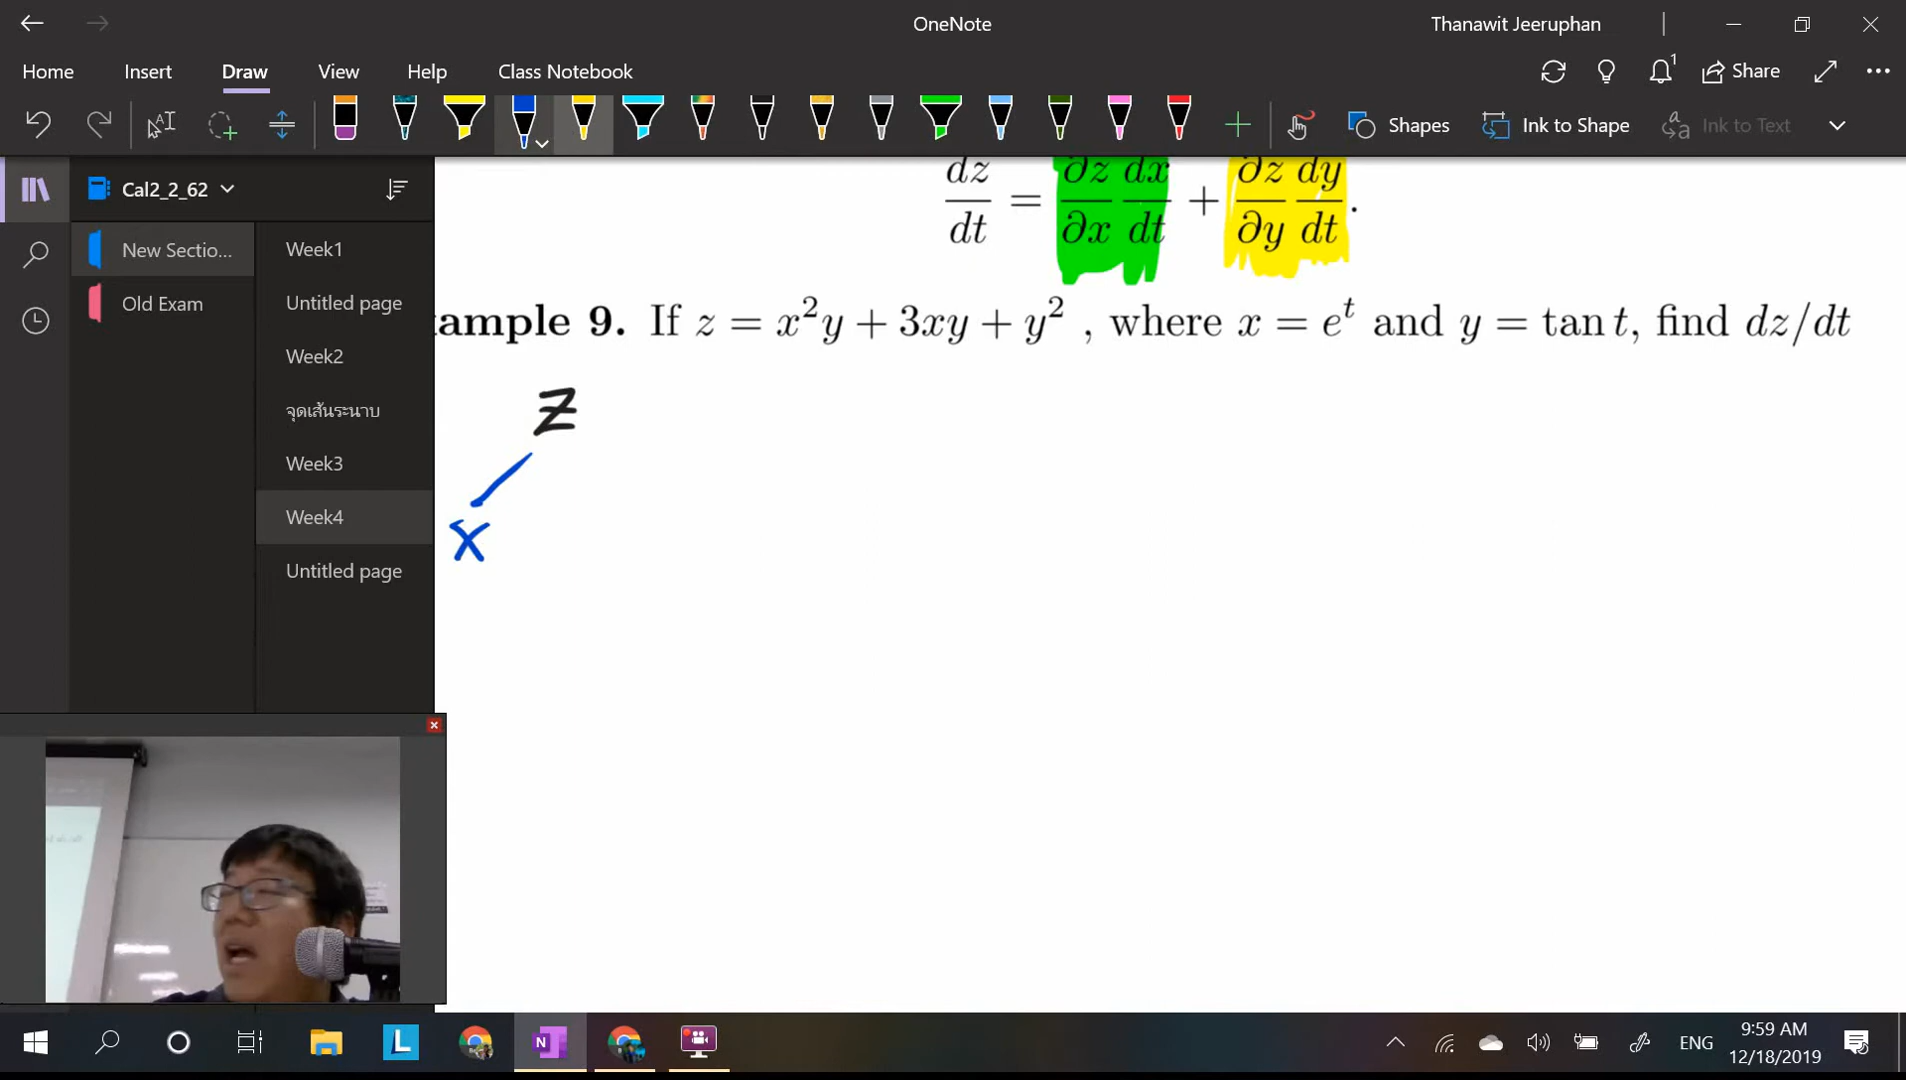 OneNote
Thanawit Jeeruphan
Home Insert Draw View Help Class Notebook
1 Share
Shapes Ink to Shape Ink to Text
Cal2_2_62
New Sectio...
Old Exam
Week1
Untitled page
Week2
จุดเส้นระนาบ
Week3
Week4
Untitled page
dz/dt = ∂z/∂x dx/dt + ∂z/∂y dy/dt.
ample 9. If z = x²y + 3xy + y² , where x = eᵗ and y = tan t, find dz/dt
z
x
L N ENG 9:59 AM
12/18/2019